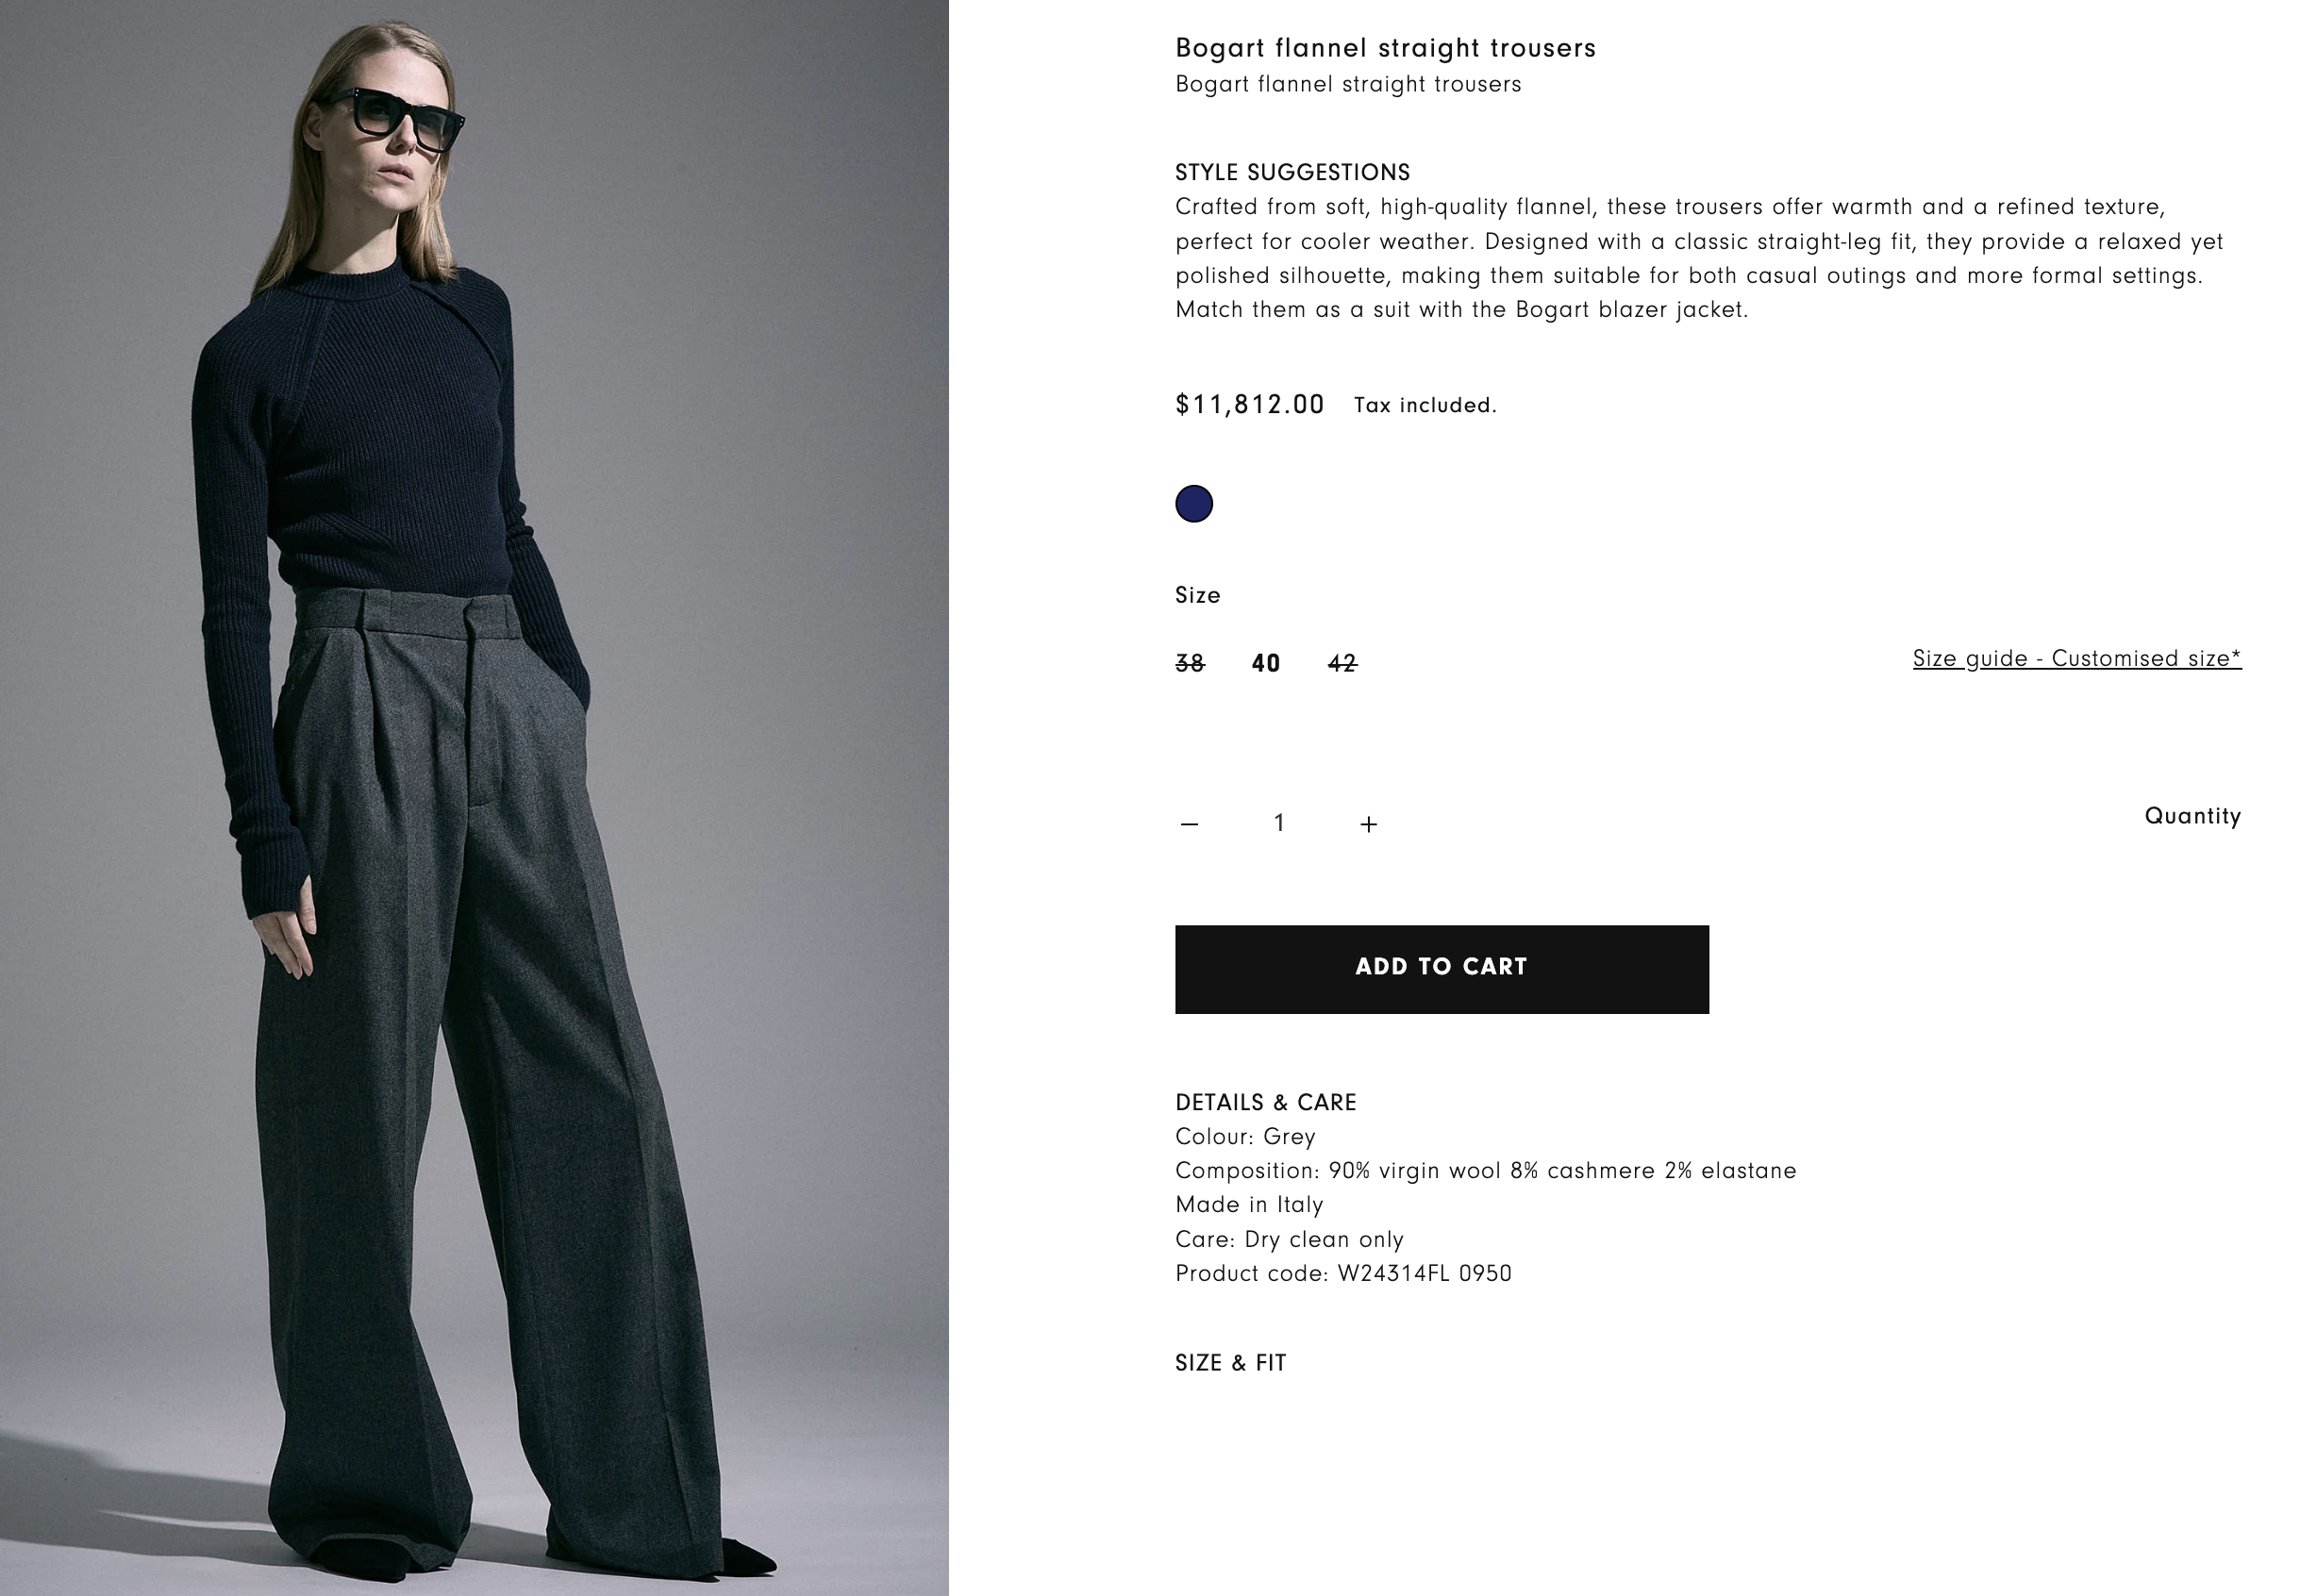 Bogart flannel straight trousers
Bogart flannel straight trousers
STYLE SUGGESTIONS
Crafted from soft, high-quality flannel, these trousers offer warmth and a refined texture,
perfect for cooler weather. Designed with a classic straight-leg fit, they provide a relaxed yet
polished silhouette, making them suitable for both casual outings and more formal settings.
Match them as a suit with the Bogart blazer jacket.
$11,812.00 Tax included.
Size
38 40 42 Size guide - Customised size*
− 1 + Quantity
ADD TO CART
DETAILS & CARE
Colour: Grey
Composition: 90% virgin wool 8% cashmere 2% elastane
Made in Italy
Care: Dry clean only
Product code: W24314FL 0950
SIZE & FIT